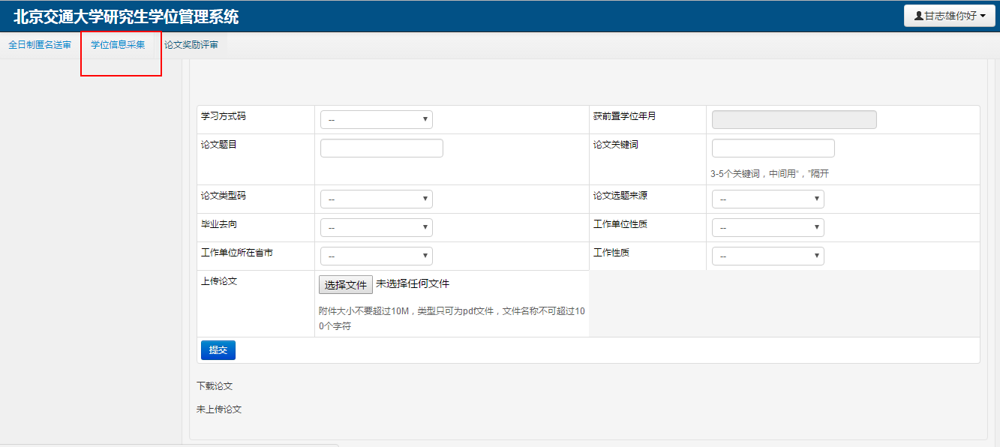 北京交通大学研究生学位管理系统
甘志雄你好
全日制匿名送审 学位信息采集 论文奖励评审
学习方式码 -- 获前置学位年月
论文题目 论文关键词
3-5个关键词，中间用“，”隔开
论文类型码 -- 论文选题来源 --
毕业去向 -- 工作单位性质 --
工作单位所在省市 -- 工作性质 --
上传论文 选择文件 未选择任何文件
附件大小不要超过10M，类型只可为pdf文件，文件名称不可超过10
0个字符
提交
下载论文
未上传论文